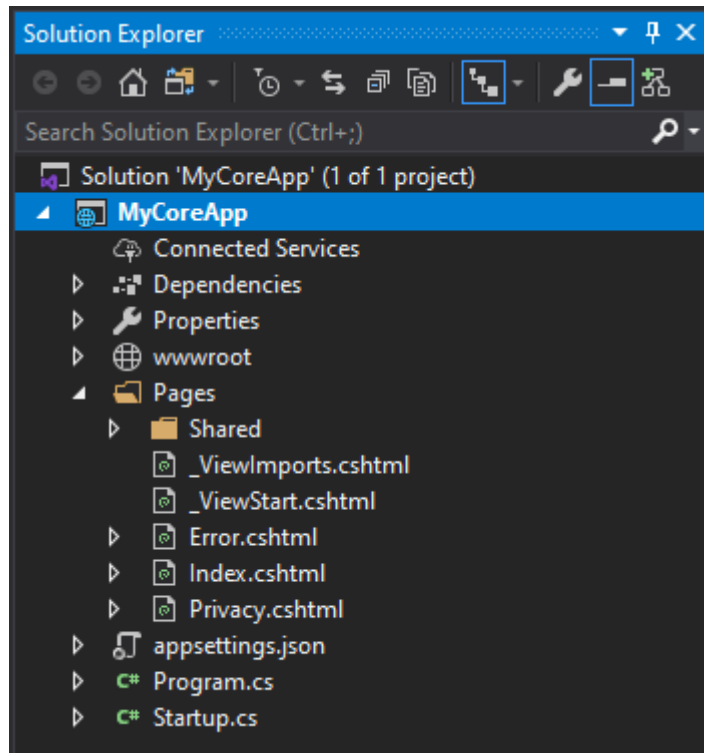 Solution Explorer
Search Solution Explorer (Ctrl+;)
Solution 'MyCoreApp' (1 of 1 project)
MyCoreApp
Connected Services
Dependencies
Properties
wwwroot
Pages
Shared
_ViewImports.cshtml
_ViewStart.cshtml
Error.cshtml
Index.cshtml
Privacy.cshtml
appsettings.json
C# Program.cs
C# Startup.cs